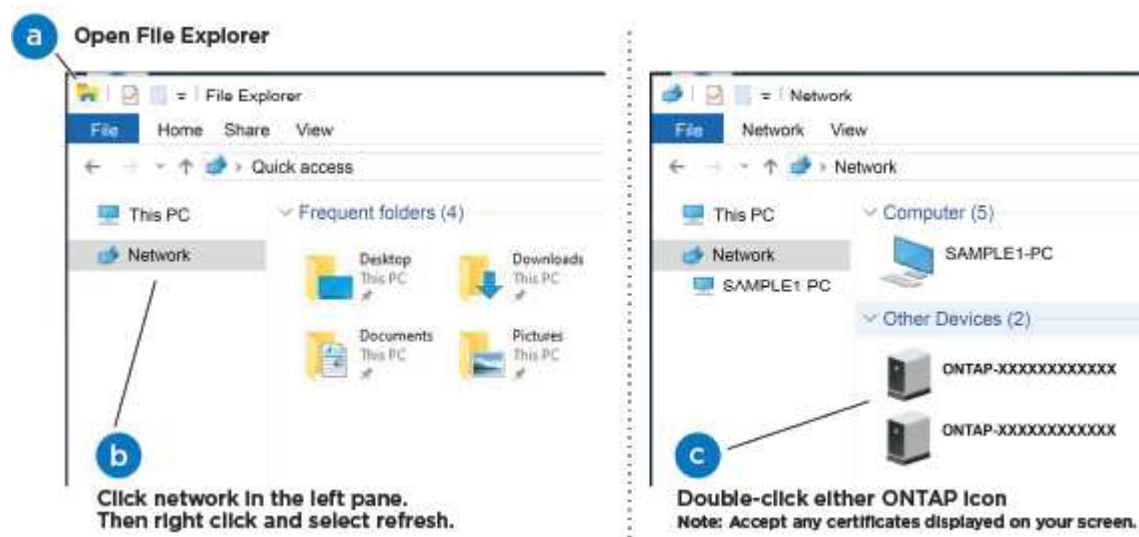 a
Open File Explorer
File Explorer
File Home Share View
Quick access
This PC
Network
Frequent folders (4)
Desktop
This PC
Downloads
This PC
Documents
This PC
Pictures
This PC
b
Click network in the left pane.
Then right click and select refresh.
Network
File Network View
Network
This PC
Network
SAMPLE1 PC
Computer (5)
SAMPLE1-PC
Other Devices (2)
ONTAP-XXXXXXXXXXXX
ONTAP-XXXXXXXXXXXX
c
Double-click either ONTAP icon
Note: Accept any certificates displayed on your screen.